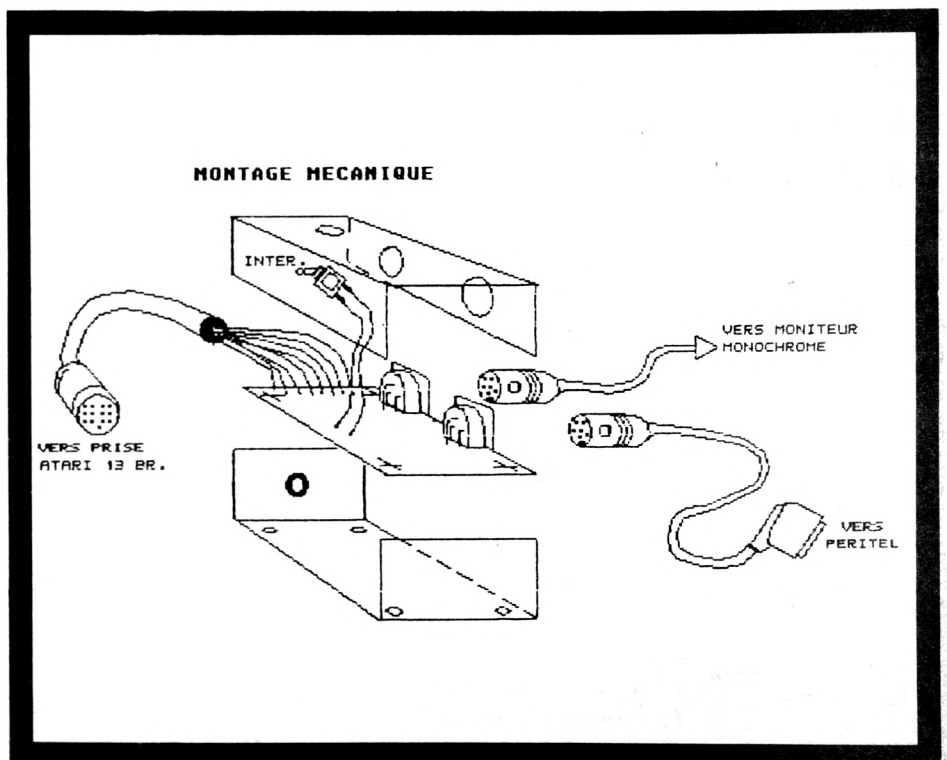 MONTAGE MECANIQUE
INTER.
VERS MONITEUR
MONOCHROME
VERS PRISE
ATARI 13 BR.
VERS
PERITEL